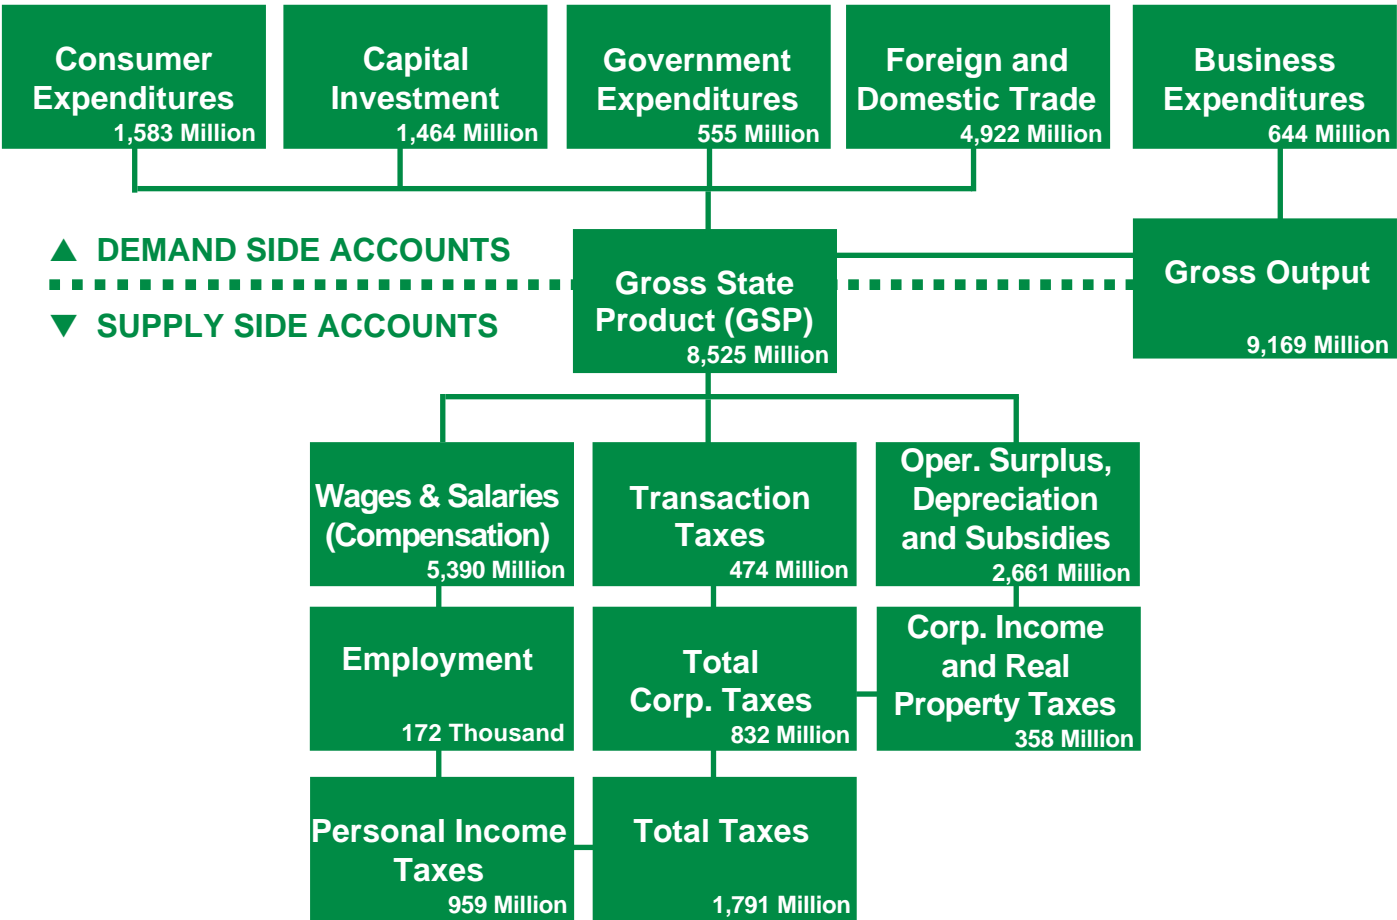 Consumer
Expenditures
1,583 Million
Capital
Investment
1,464 Million
Government
Expenditures
555 Million
Foreign and
Domestic Trade
4,922 Million
Business
Expenditures
644 Million
▲ DEMAND SIDE ACCOUNTS
▼ SUPPLY SIDE ACCOUNTS
Gross State
Product (GSP)
8,525 Million
Gross Output
9,169 Million
Wages & Salaries
(Compensation)
5,390 Million
Transaction
Taxes
474 Million
Oper. Surplus,
Depreciation
and Subsidies
2,661 Million
Employment
172 Thousand
Total
Corp. Taxes
832 Million
Corp. Income
and Real
Property Taxes
358 Million
Personal Income
Taxes
959 Million
Total Taxes
1,791 Million